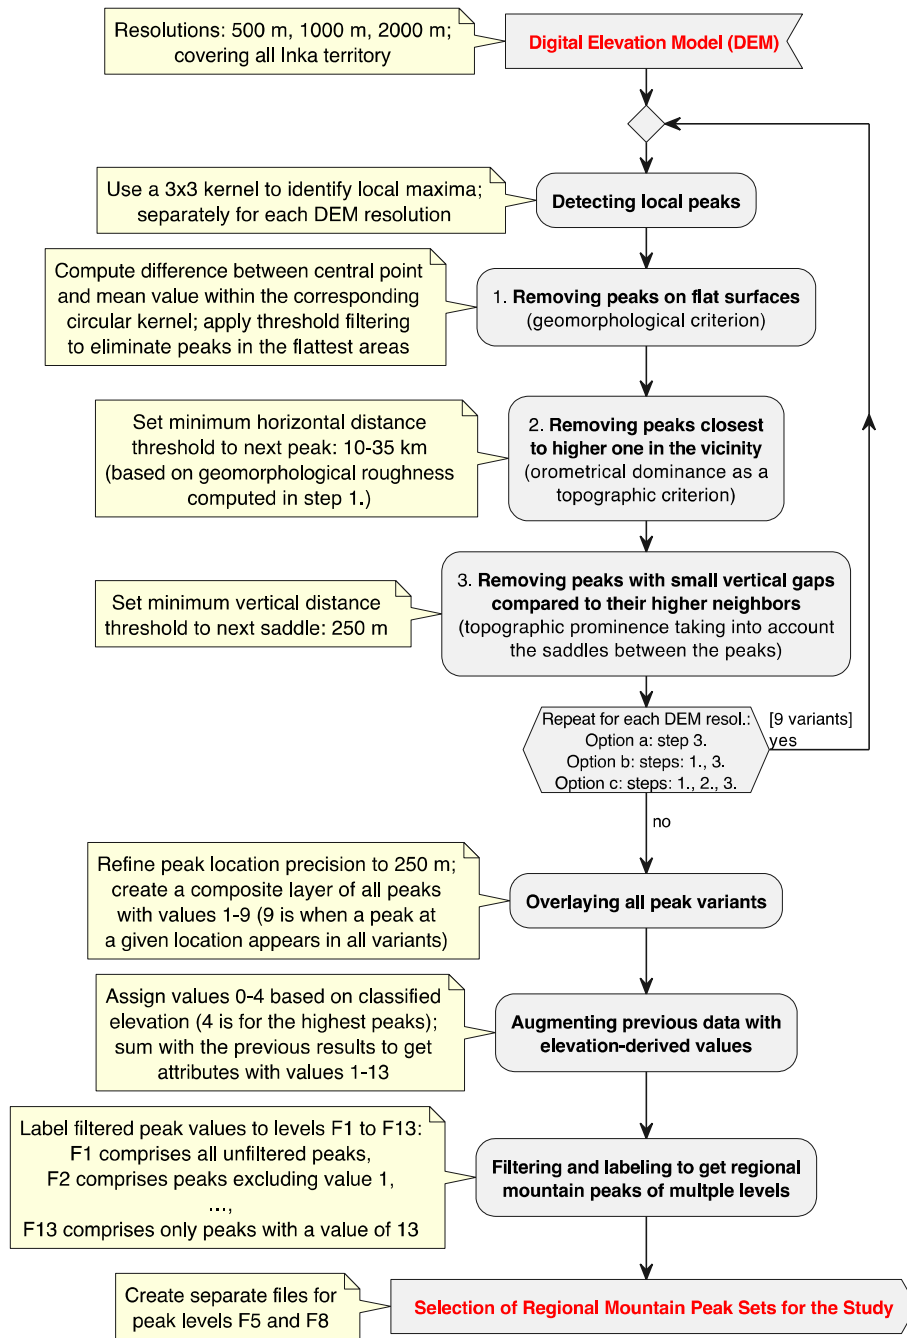 Resolutions: 500 m, 1000 m, 2000 m;
covering all Inka territory
Digital Elevation Model (DEM)
Use a 3x3 kernel to identify local maxima;
separately for each DEM resolution
Detecting local peaks
Compute difference between central point
and mean value within the corresponding
circular kernel; apply threshold filtering
to eliminate peaks in the flattest areas
1. Removing peaks on flat surfaces
(geomorphological criterion)
Set minimum horizontal distance
threshold to next peak: 10-35 km
(based on geomorphological roughness
computed in step 1.)
2. Removing peaks closest
to higher one in the vicinity
(orometrical dominance as a
topographic criterion)
Set minimum vertical distance
threshold to next saddle: 250 m
3. Removing peaks with small vertical gaps
compared to their higher neighbors
(topographic prominence taking into account
the saddles between the peaks)
Repeat for each DEM resol.:
Option a: step 3.
Option b: steps: 1., 3.
Option c: steps: 1., 2., 3.
[9 variants]
yes
no
Refine peak location precision to 250 m;
create a composite layer of all peaks
with values 1-9 (9 is when a peak at
a given location appears in all variants)
Overlaying all peak variants
Assign values 0-4 based on classified
elevation (4 is for the highest peaks);
sum with the previous results to get
attributes with values 1-13
Augmenting previous data with
elevation-derived values
Label filtered peak values to levels F1 to F13:
F1 comprises all unfiltered peaks,
F2 comprises peaks excluding value 1,
...,
F13 comprises only peaks with a value of 13
Filtering and labeling to get regional
mountain peaks of multple levels
Create separate files for
peak levels F5 and F8
Selection of Regional Mountain Peak Sets for the Study